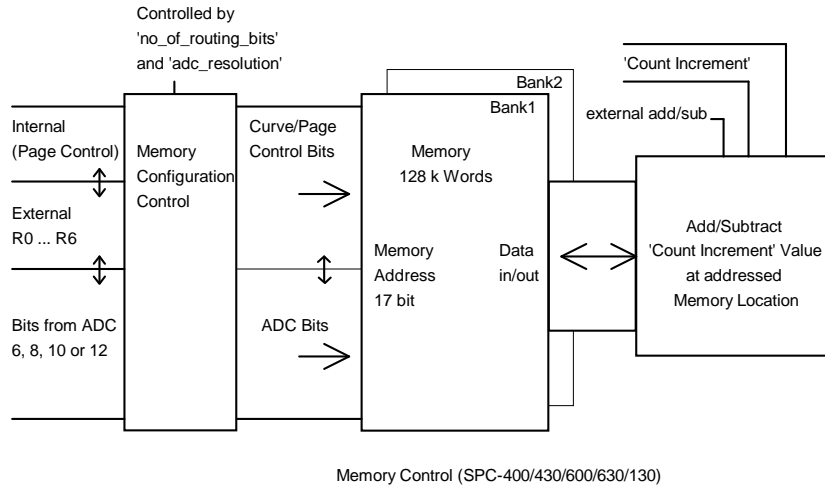 Controlled by
'no_of_routing_bits'
and 'adc_resolution'
Internal
(Page Control)
External
R0 ... R6
Bits from ADC
6, 8, 10 or 12
Memory
Configuration
Control
Curve/Page
Control Bits
ADC Bits
Bank2
Bank1
Memory
128 k Words
Memory
Address
17 bit
Data
in/out
'Count Increment'
external add/sub
Add/Subtract
'Count Increment' Value
at addressed
Memory Location
Memory Control (SPC-400/430/600/630/130)